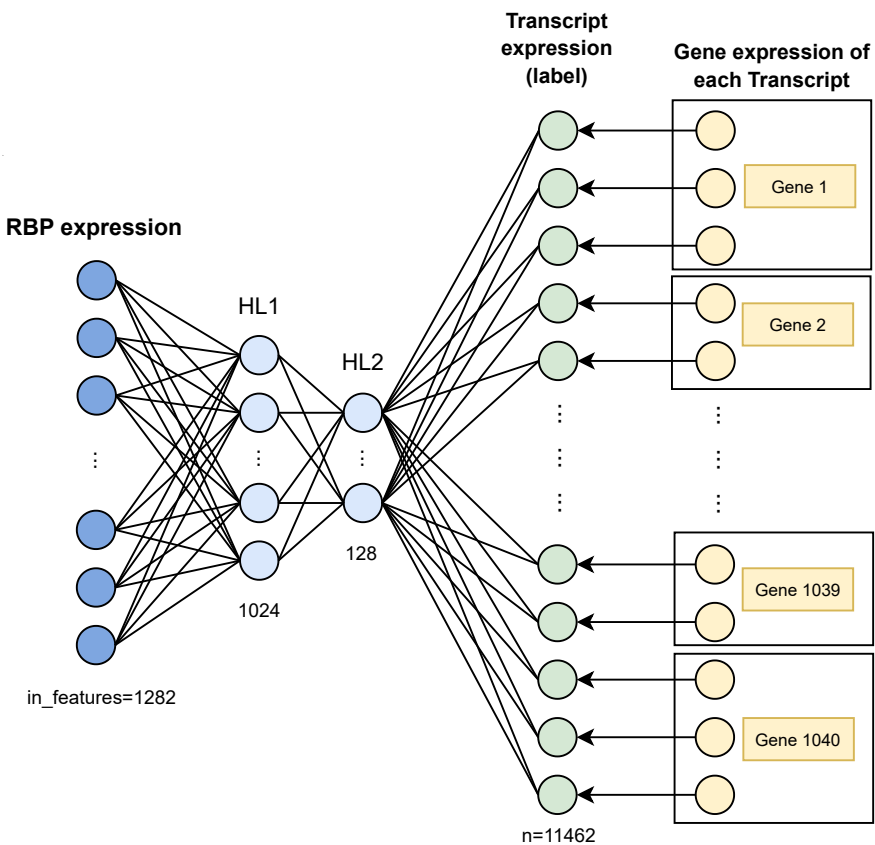 Transcript
expression
(label)
Gene expression of
each Transcript
Gene 1
RBP expression
HL1
Gene 2
HL2
Gene 1039
128
1024
in_features=1282
Gene 1040
n=11462